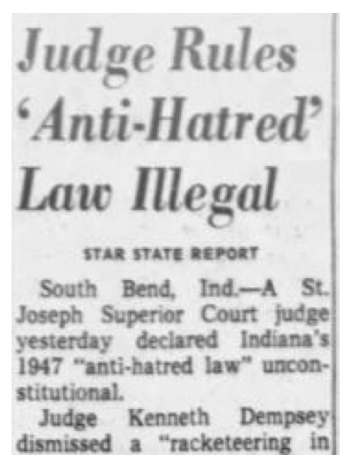 Judge Rules
‘Anti-Hatred’
Law Illegal
STAR STATE REPORT
South Bend, Ind.—A St.
Joseph Superior Court judge
yesterday declared Indiana's
1947 "anti-hatred law" uncon-
stitutional.
Judge Kenneth Dempsey
dismissed a "racketeering in